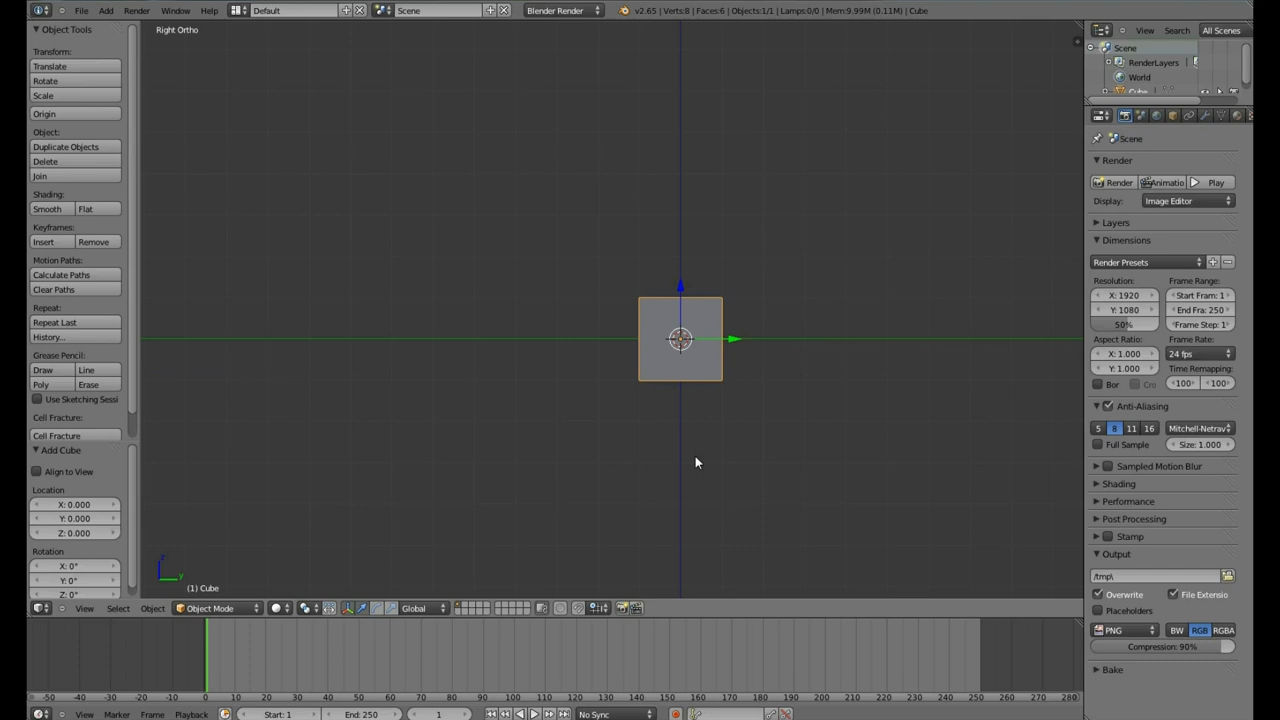 File Add Render Window Help Default Scene Blender Render v2.65 | Verts:8 | Faces:6 | Objects:1/1 | Lamps:0/0 | Mem:9.99M (0.11M) | Cube
Object Tools
Transform:
Translate
Rotate
Scale
Origin
Object:
Duplicate Objects
Delete
Join
Shading:
Smooth Flat
Keyframes:
Insert Remove
Motion Paths:
Calculate Paths
Clear Paths
Repeat:
Repeat Last
History...
Grease Pencil:
Draw Line
Poly Erase
Use Sketching Sessi
Cell Fracture:
Cell Fracture
Add Cube
Align to View
Location
X: 0.000
Y: 0.000
Z: 0.000
Rotation
X: 0°
Y: 0°
Z: 0°
Right Ortho
z
y
(1) Cube
View Select Object Object Mode Global
-50 -40 -30 -20 -10 0 10 20 30 40 50 60 70 80 90 100 110 120 130 140 150 160 170 180 190 200 210 220 230 240 250 260 270 280
View Marker Frame Playback Start: 1 End: 250 1 No Sync
View Search All Scenes
Scene
RenderLayers
World
Scene
Render
Render Animatio Play
Display: Image Editor
Layers
Dimensions
Render Presets
Resolution: Frame Range:
X: 1920 Start Fram: 1
Y: 1080 End Fra: 250
50% Frame Step: 1
Aspect Ratio: Frame Rate:
X: 1.000 24 fps
Y: 1.000 Time Remapping:
Bor Cro 100 100
Anti-Aliasing
5 8 11 16 Mitchell-Netrav
Full Sample Size: 1.000
Sampled Motion Blur
Shading
Performance
Post Processing
Stamp
Output
/tmp\
Overwrite File Extensio
Placeholders
PNG BW RGB RGBA
Compression: 90%
Bake